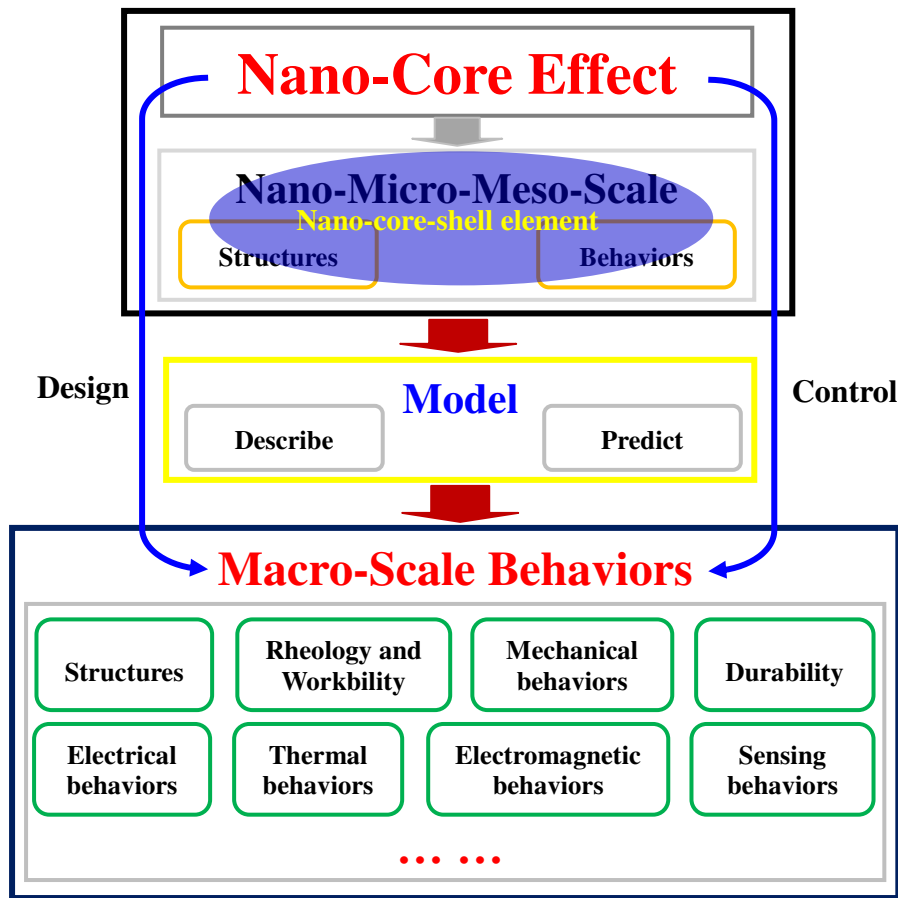 Nano-Core Effect
Nano-Micro-Meso-Scale
Nano-core-shell element
Structures
Behaviors
Design
Control
Model
Describe
Predict
Macro-Scale Behaviors
Structures
Rheology and
Workbility
Mechanical
behaviors
Durability
Electrical
behaviors
Thermal
behaviors
Electromagnetic
behaviors
Sensing
behaviors
… …